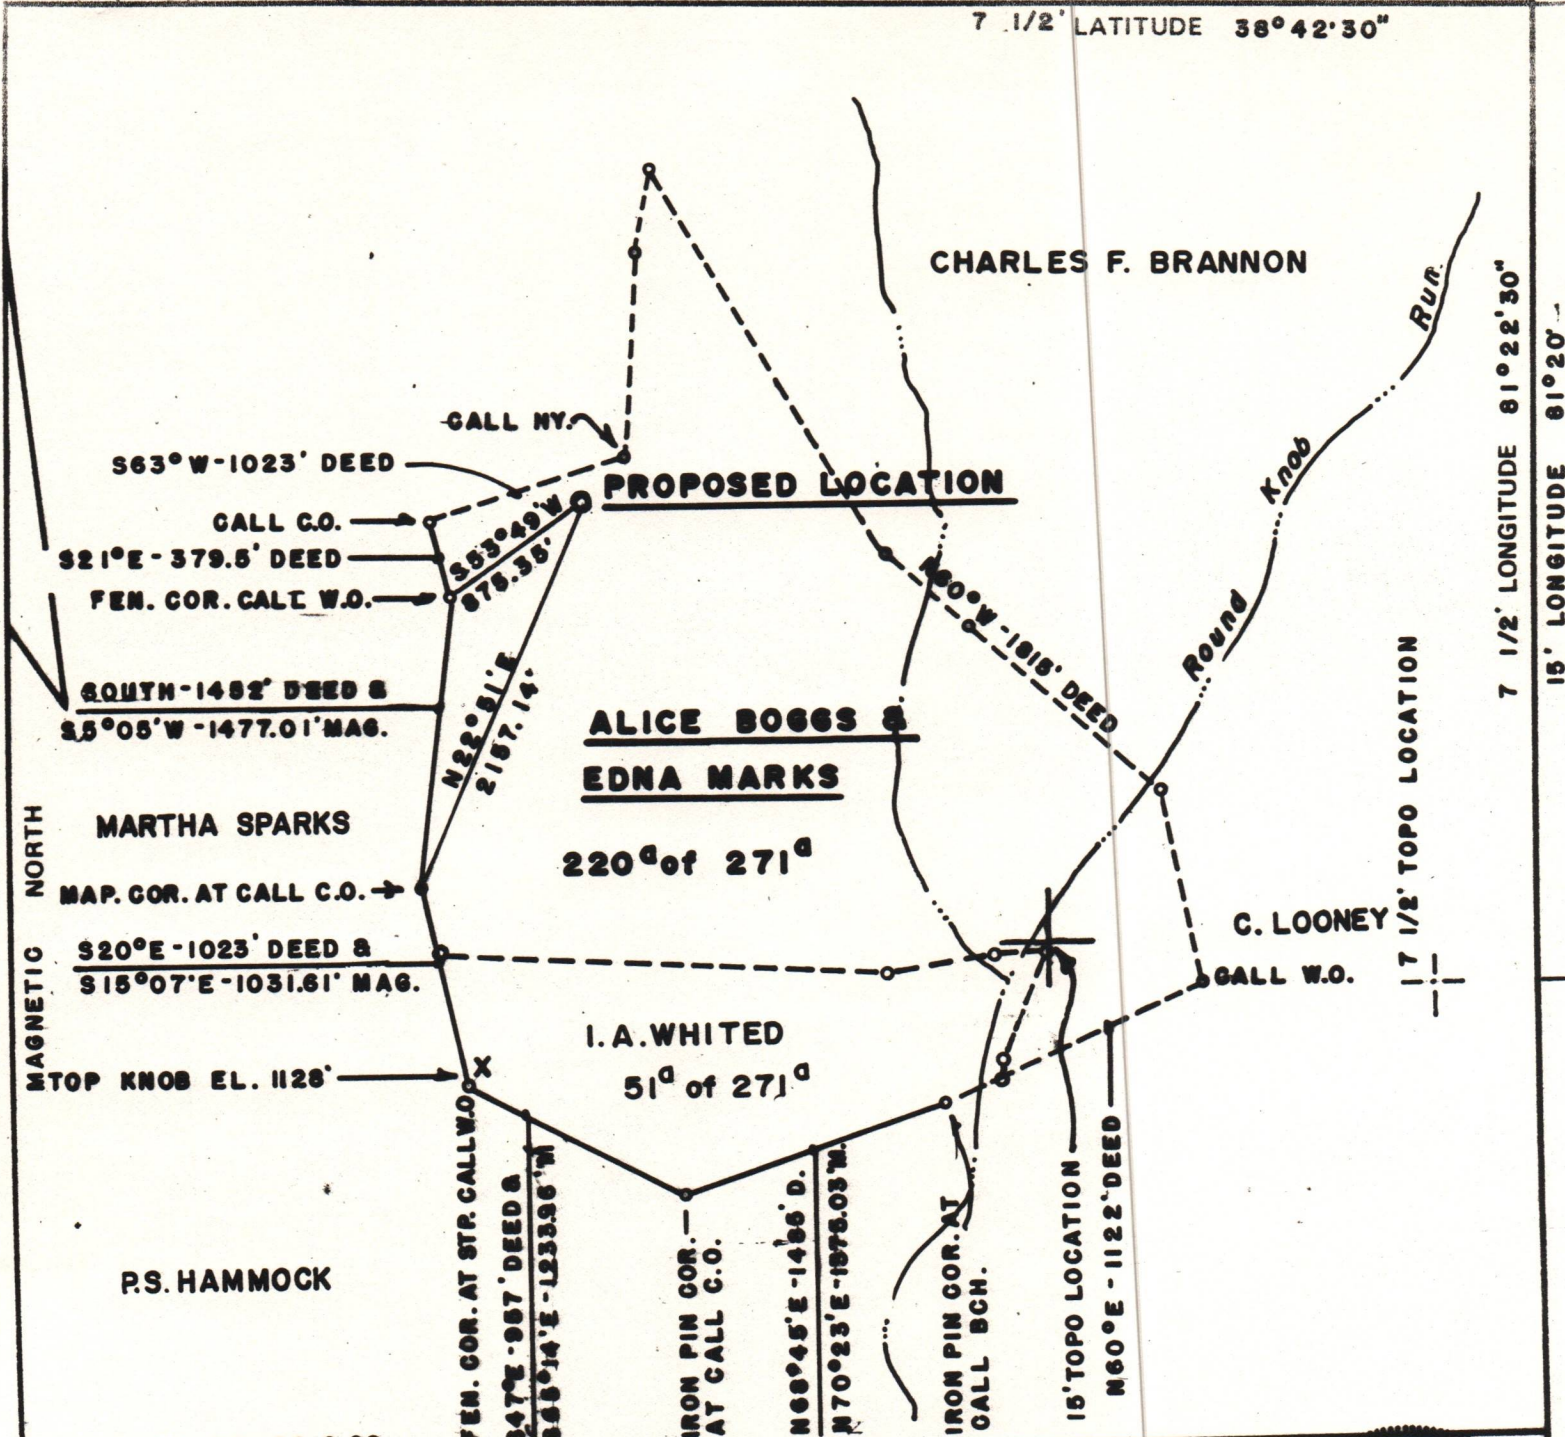 7 1/2' LATITUDE 38°42'30"
CHARLES F. BRANNON
Round Knob Run
7 1/2' LONGITUDE 81°22'30"
15' LONGITUDE 81°20'
CALL NY.
S63°W-1023' DEED
PROPOSED LOCATION
CALL C.O.
S21°E-379.5' DEED
FEN. COR. CALL W.O.
S53°49'W
875.35'
N60°W-1815' DEED
SOUTH-1452' DEED &
S5°05'W-1477.01' MAG.
N22°51'E
2157.14'
ALICE BOGGS &
EDNA MARKS
220a of 271a
MARTHA SPARKS
MAGNETIC NORTH
MAP. COR. AT CALL C.O.
S20°E-1023' DEED &
S15°07'E-1031.61' MAG.
C. LOONEY
7 1/2' TOPO LOCATION
CALL W.O.
I.A. WHITED
51a of 271a
TOP KNOB EL. 1128'
X
P.S. HAMMOCK
FEN. COR. AT STP. CALL W.O.
S47°E-957' DEED &
IRON PIN COR.
AT CALL C.O.
N68°45'E-1485' D.
N70°23'E-1575.03'M.
IRON PIN COR. AT
CALL BCH.
15' TOPO LOCATION
N60°E-1122' DEED